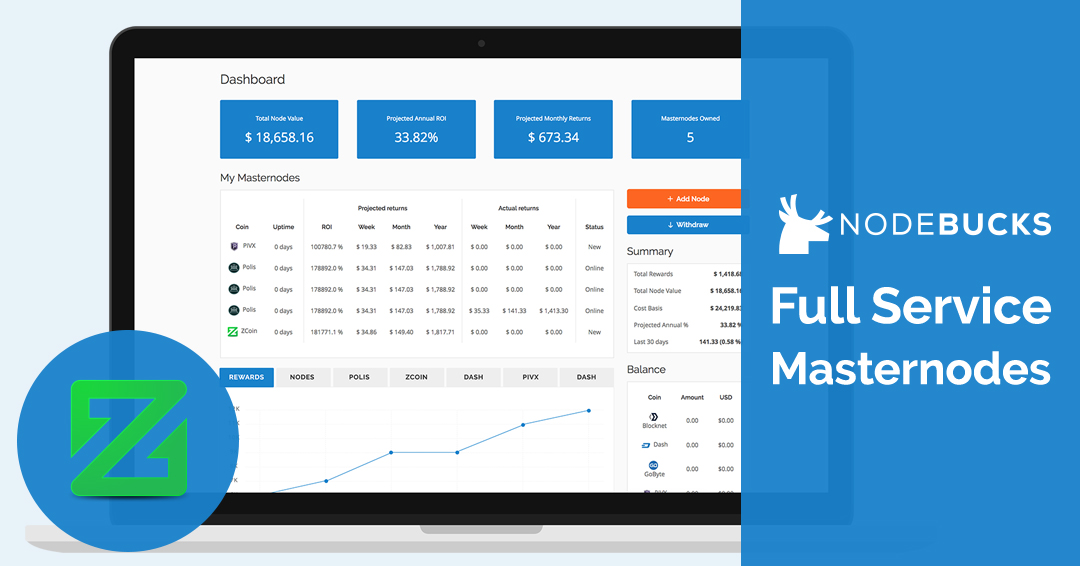 Dashboard
Total Node Value
$ 18,658.16
Projected Annual ROI
33.82%
Projected Monthly Returns
$ 673.34
Masternodes Owned
5
My Masternodes
Projected returns Actual returns
Coin Uptime ROI Week Month Year Week Month Year Status
PIVX 0 days 100780.7 % $ 19.33 $ 82.83 $ 1,007.81 $ 0.00 $ 0.00 $ 0.00 New
Polis 0 days 178892.0 % $ 34.31 $ 147.03 $ 1,788.92 $ 0.00 $ 0.00 $ 0.00 Online
Polis 0 days 178892.0 % $ 34.31 $ 147.03 $ 1,788.92 $ 0.00 $ 0.00 $ 0.00 Online
Polis 0 days 178892.0 % $ 34.31 $ 147.03 $ 1,788.92 $ 35.33 $ 141.33 $ 1,413.30 Online
ZCoin 0 days 181771.1 % $ 34.86 $ 149.40 $ 1,817.71 $ 0.00 $ 0.00 $ 0.00 New
+ Add Node
↓ Withdraw
Summary
Total Rewards $ 1,418.68
Total Node Value $ 18,658.16
Cost Basis $ 24,219.83
Projected Annual % 33.82 %
Last 30 days 141.33 (0.58 %
REWARDS NODES POLIS ZCOIN DASH PIVX DASH
Balance
Coin Amount USD
Blocknet 0.00 $0.00
Dash 0.00 $0.00
GO
GoByte 0.00 $0.00
NODEBUCKS
Full Service
Masternodes